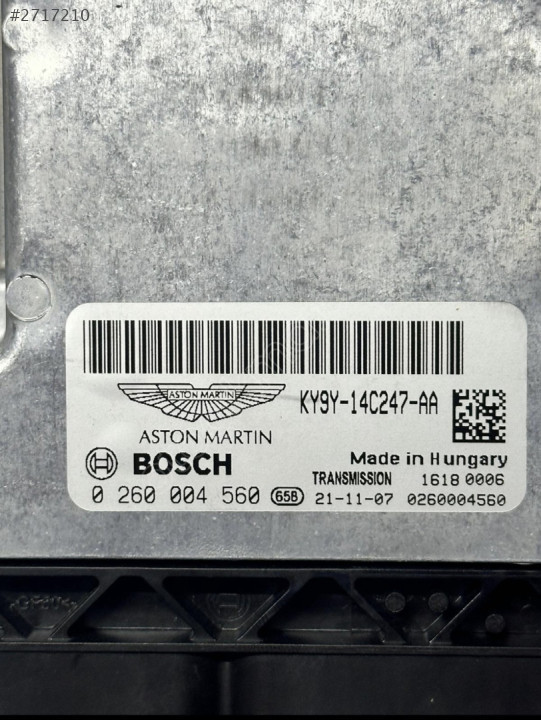 #2717210
ASTON MARTIN
KY9Y-14C247-AA
ASTON MARTIN
BOSCH
Made in Hungary
TRANSMISSION 1618 0006
0 260 004 560 658 21-11-07 0260004560